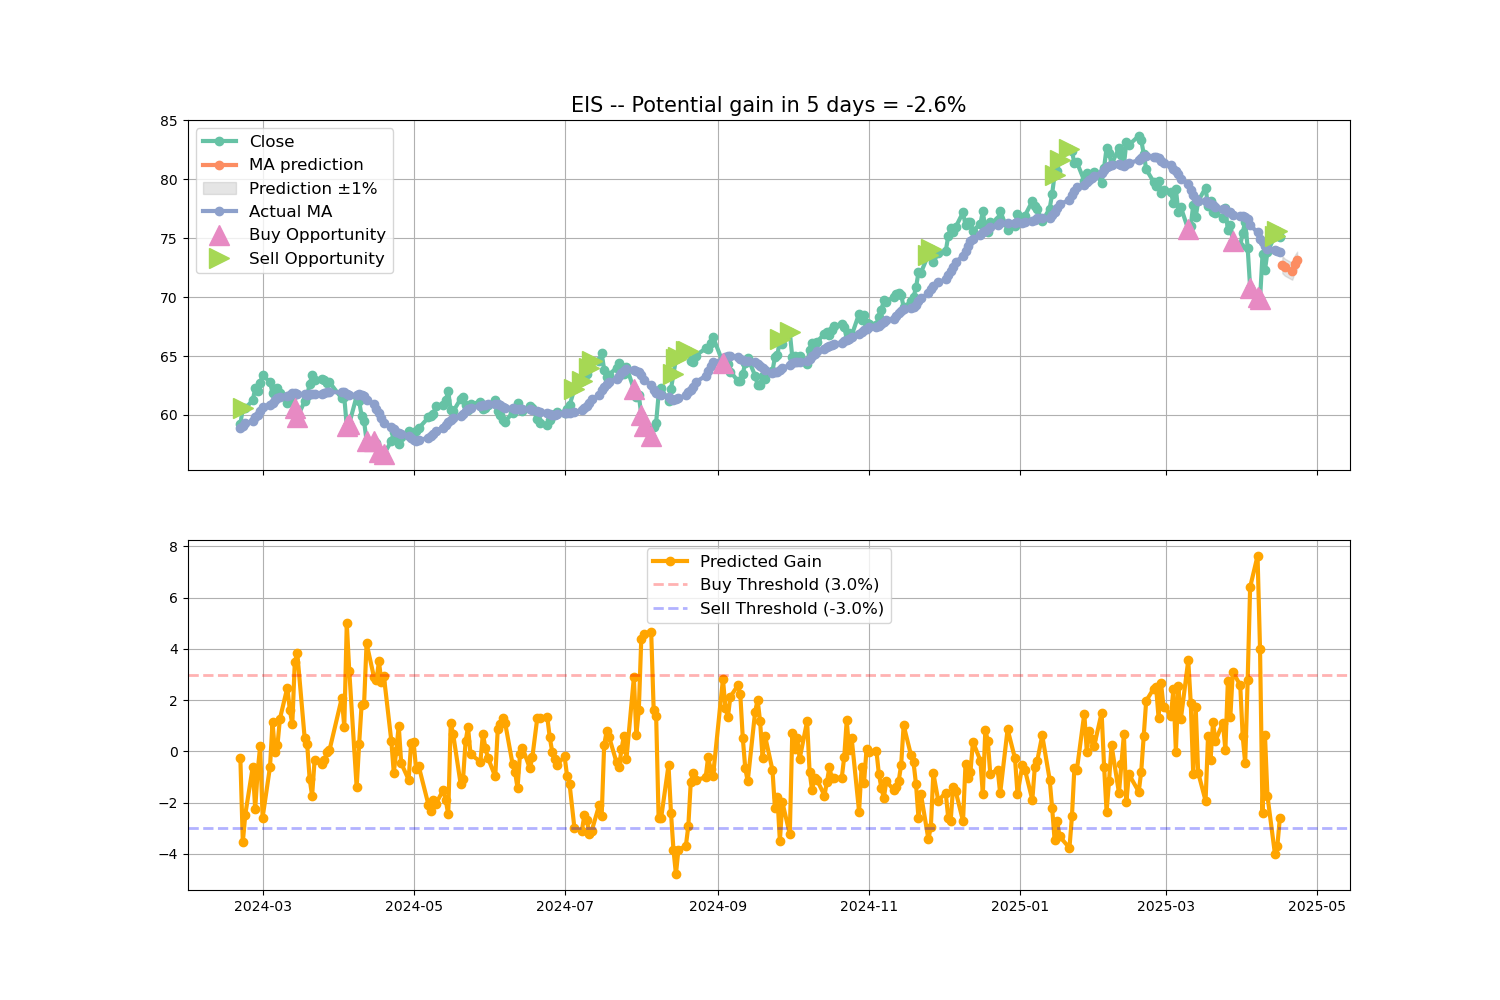 EIS -- Potential gain in 5 days = -2.6%
85
80
75
70
65
60
Close
MA prediction
Prediction ±1%
Actual MA
Buy Opportunity
Sell Opportunity
8
6
4
2
0
−2
−4
Predicted Gain
Buy Threshold (3.0%)
Sell Threshold (-3.0%)
2024-03
2024-05
2024-07
2024-09
2024-11
2025-01
2025-03
2025-05